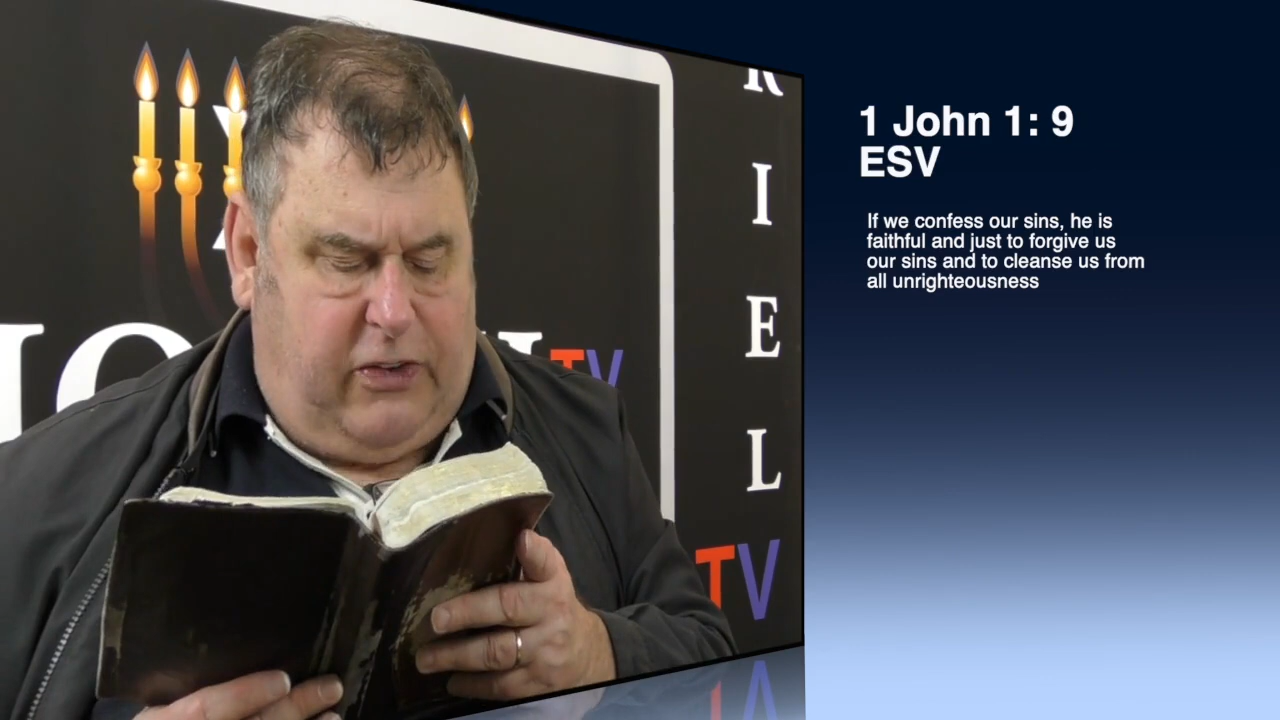 1 John 1: 9
ESV
If we confess our sins, he is
faithful and just to forgive us
our sins and to cleanse us from
all unrighteousness
R
I
E
L
TV
TV